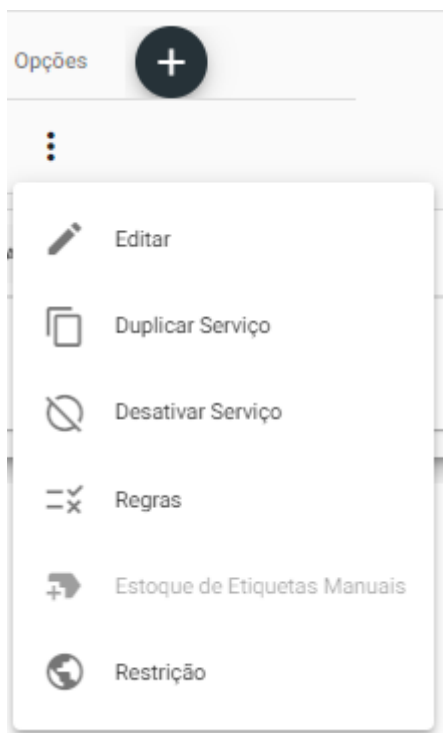 Opções
Editar
Duplicar Serviço
Desativar Serviço
Regras
Estoque de Etiquetas Manuais
Restrição